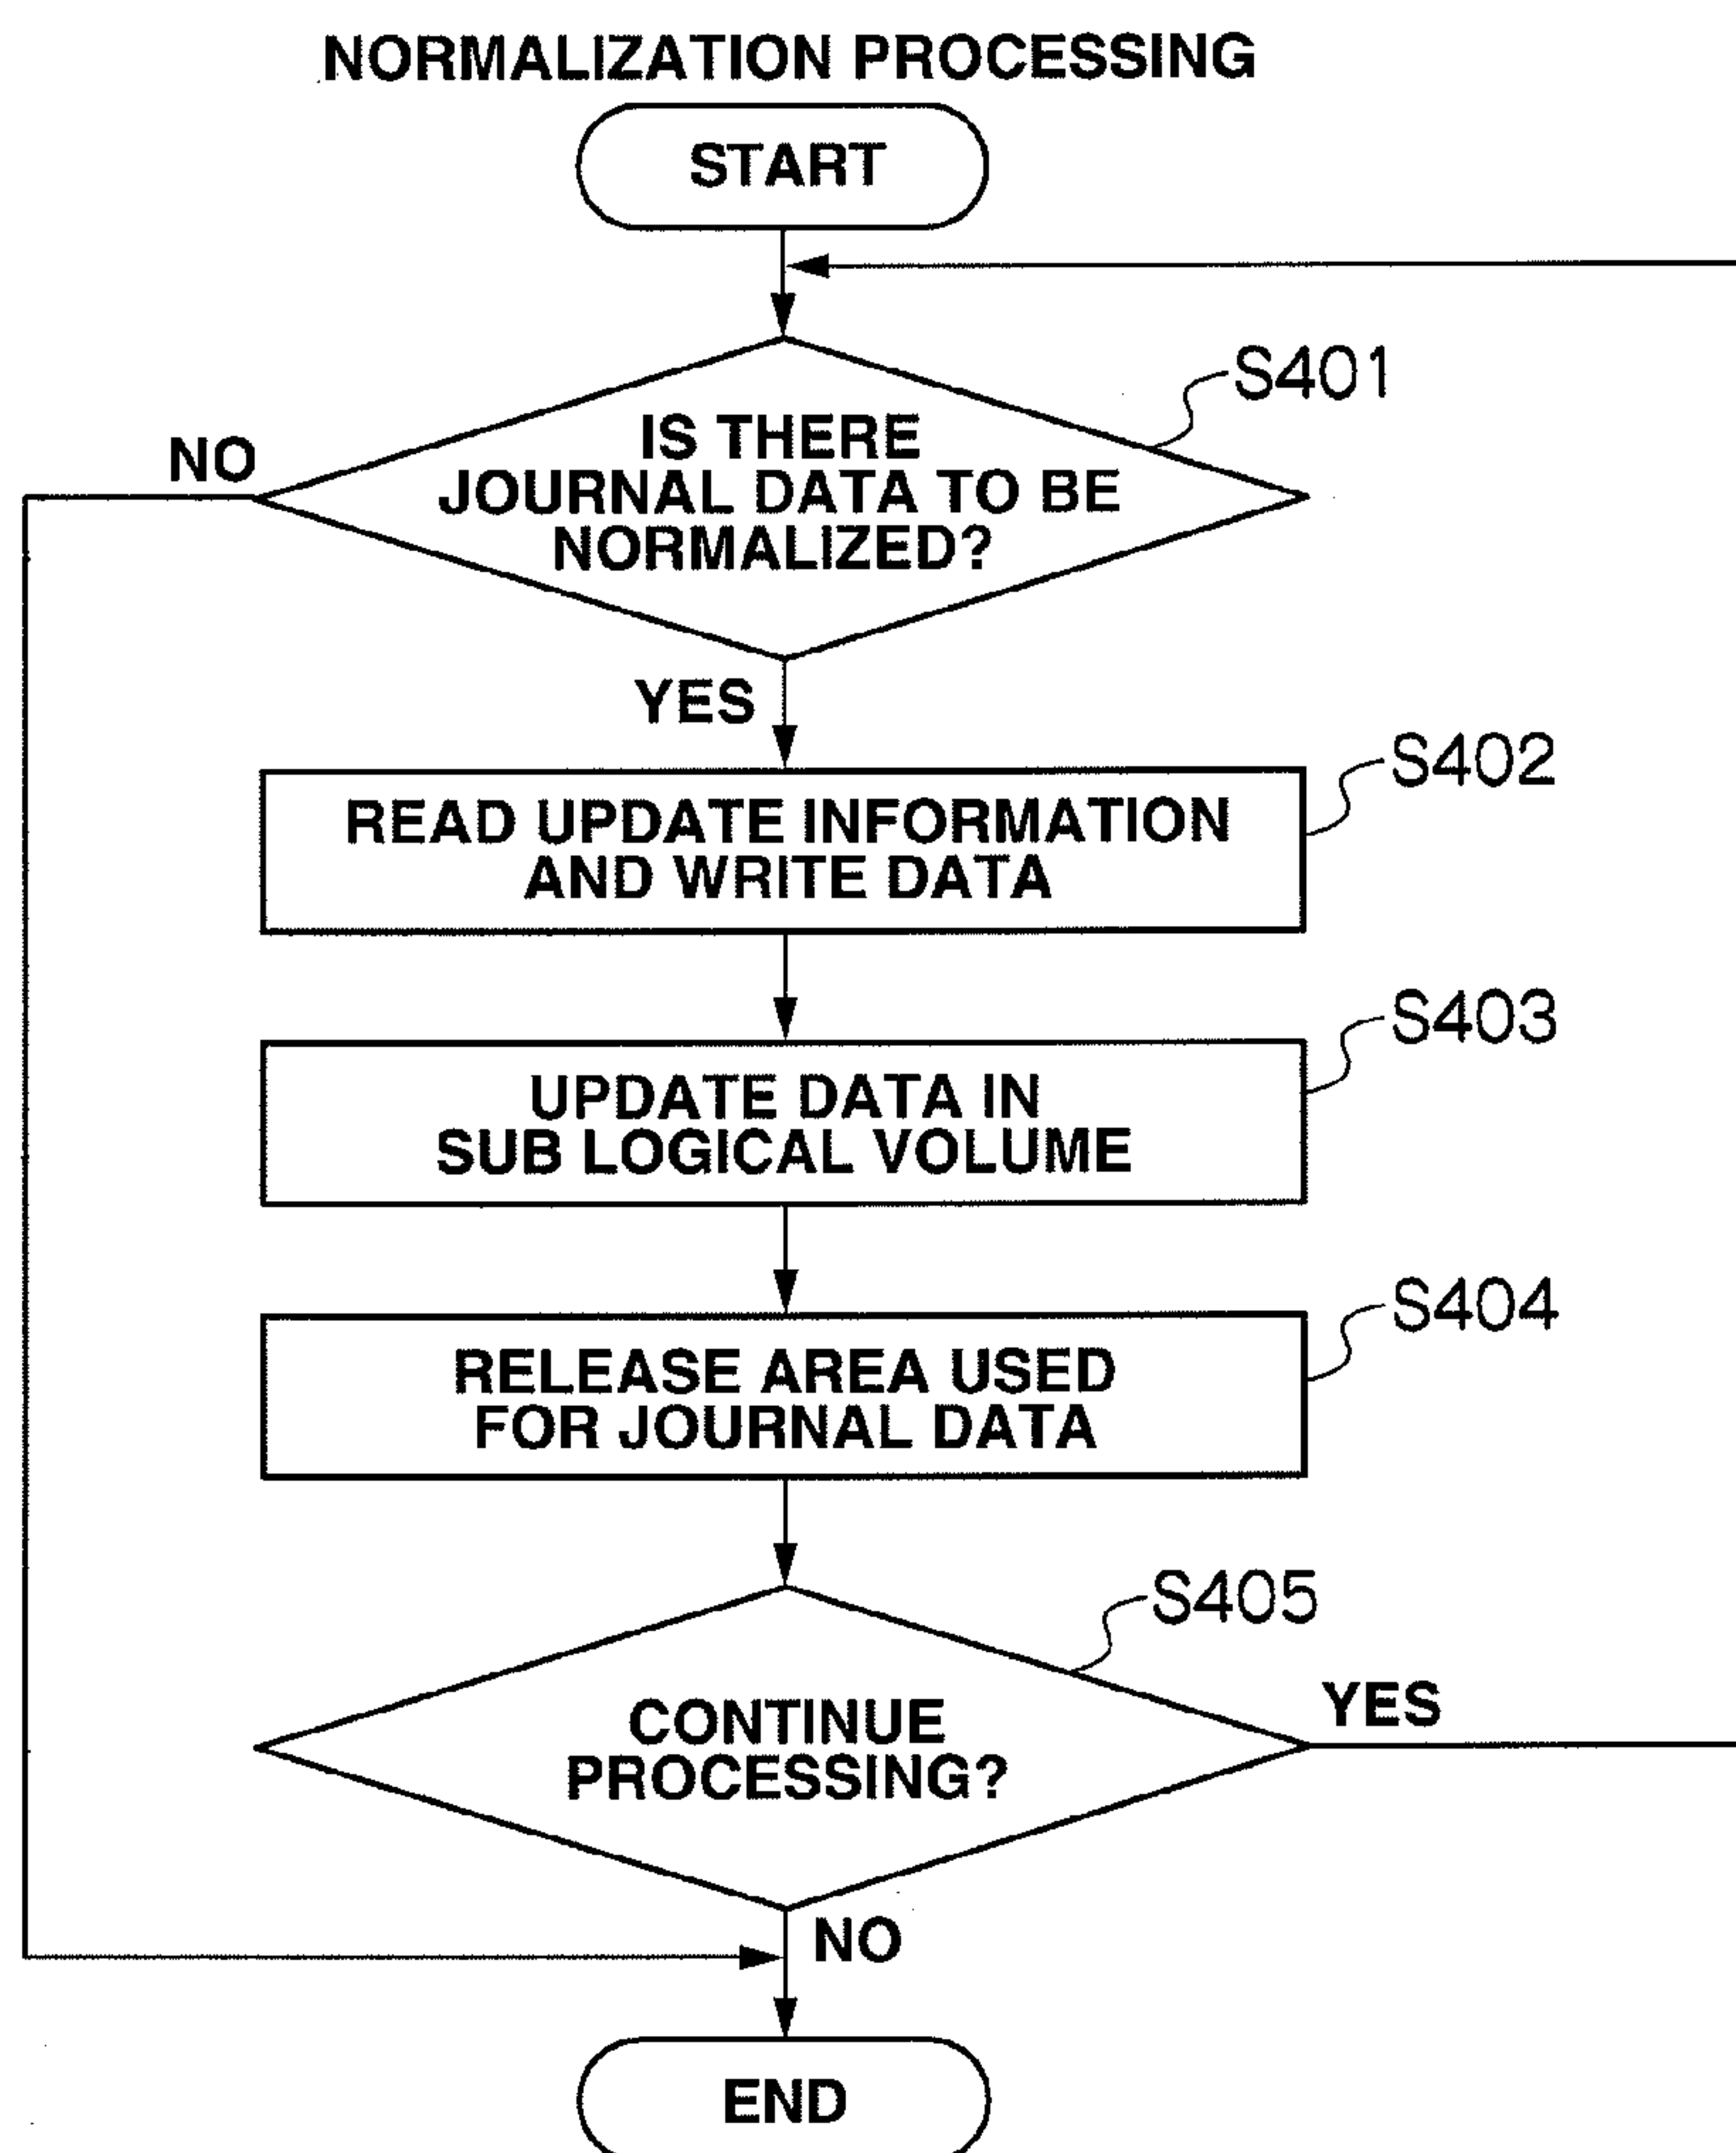 NORMALIZATION PROCESSING
START
S401
IS THERE
JOURNAL DATA TO BE
NORMALIZED?
NO
YES
S402
READ UPDATE INFORMATION
AND WRITE DATA
S403
UPDATE DATA IN
SUB LOGICAL VOLUME
S404
RELEASE AREA USED
FOR JOURNAL DATA
S405
CONTINUE
PROCESSING?
YES
NO
END